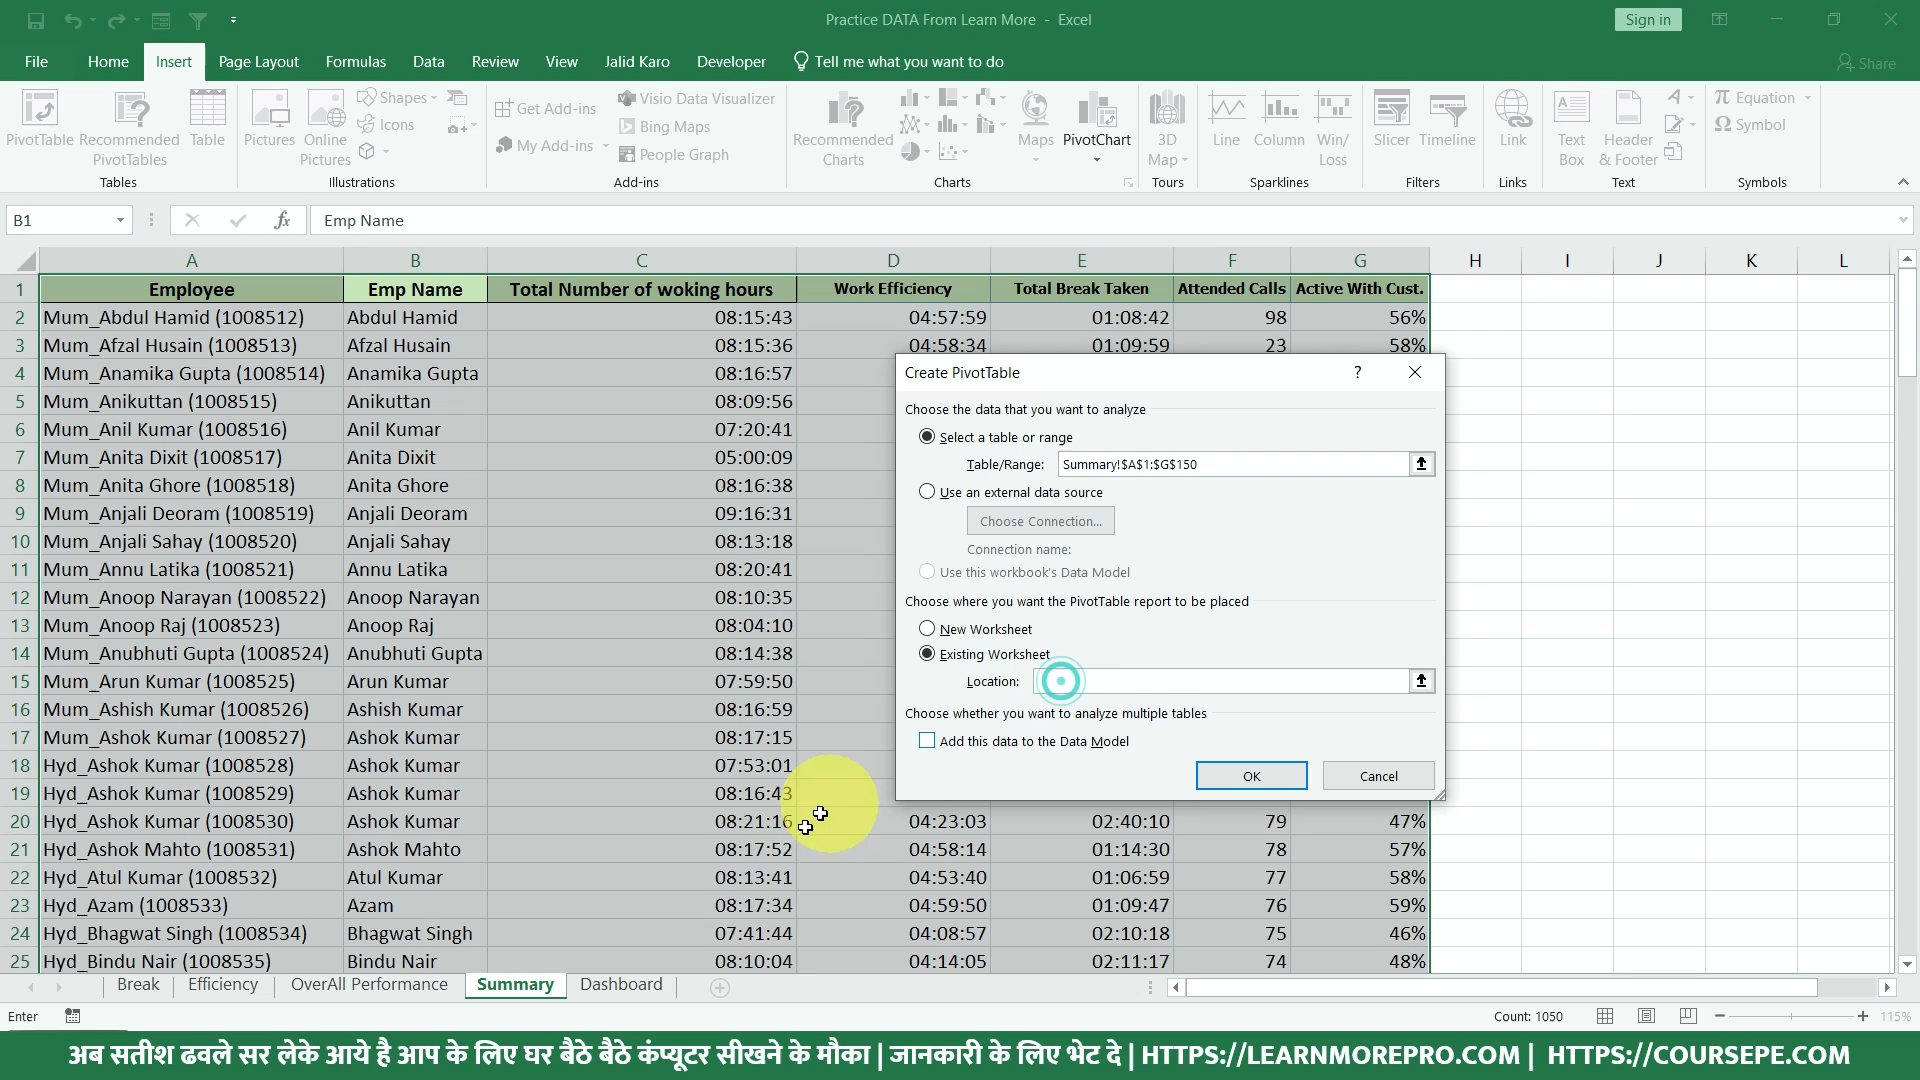 Practice DATA From Learn More - Excel
Sign in
File Home Insert Page Layout Formulas Data Review View Jalid Karo Developer Tell me what you want to do Share
PivotTable
Recommended PivotTables
Table
Tables
Pictures
Online Pictures
Shapes
Icons
Illustrations
Get Add-ins
My Add-ins
Visio Data Visualizer
Bing Maps
People Graph
Add-ins
Recommended Charts
Maps
PivotChart
Charts
3D Map
Tours
Line
Column
Win/ Loss
Sparklines
Slicer
Timeline
Filters
Link
Links
Text Box
Header & Footer
Text
Equation
Symbol
Symbols
B1 fx Emp Name
A B C D E F G H I J K L
1 Employee Emp Name Total Number of woking hours Work Efficiency Total Break Taken Attended Calls Active With Cust.
2 Mum_Abdul Hamid (1008512) Abdul Hamid 08:15:43 04:57:59 01:08:42 98 56%
3 Mum_Afzal Husain (1008513) Afzal Husain 08:15:36 04:58:34 01:09:59 23 58%
4 Mum_Anamika Gupta (1008514) Anamika Gupta 08:16:57
5 Mum_Anikuttan (1008515) Anikuttan 08:09:56
6 Mum_Anil Kumar (1008516) Anil Kumar 07:20:41
7 Mum_Anita Dixit (1008517) Anita Dixit 05:00:09
8 Mum_Anita Ghore (1008518) Anita Ghore 08:16:38
9 Mum_Anjali Deoram (1008519) Anjali Deoram 09:16:31
10 Mum_Anjali Sahay (1008520) Anjali Sahay 08:13:18
11 Mum_Annu Latika (1008521) Annu Latika 08:20:41
12 Mum_Anoop Narayan (1008522) Anoop Narayan 08:10:35
13 Mum_Anoop Raj (1008523) Anoop Raj 08:04:10
14 Mum_Anubhuti Gupta (1008524) Anubhuti Gupta 08:14:38
15 Mum_Arun Kumar (1008525) Arun Kumar 07:59:50
16 Mum_Ashish Kumar (1008526) Ashish Kumar 08:16:59
17 Mum_Ashok Kumar (1008527) Ashok Kumar 08:17:15
18 Hyd_Ashok Kumar (1008528) Ashok Kumar 07:53:01
19 Hyd_Ashok Kumar (1008529) Ashok Kumar 08:16:43
20 Hyd_Ashok Kumar (1008530) Ashok Kumar 08:21:16 04:23:03 02:40:10 79 47%
21 Hyd_Ashok Mahto (1008531) Ashok Mahto 08:17:52 04:58:14 01:14:30 78 57%
22 Hyd_Atul Kumar (1008532) Atul Kumar 08:13:41 04:53:40 01:06:59 77 58%
23 Hyd_Azam (1008533) Azam 08:17:34 04:59:50 01:09:47 76 59%
24 Hyd_Bhagwat Singh (1008534) Bhagwat Singh 07:41:44 04:08:57 02:10:18 75 46%
25 Hyd_Bindu Nair (1008535) Bindu Nair 08:10:04 04:14:05 02:11:17 74 48%
Create PivotTable ?
Choose the data that you want to analyze
Select a table or range
Table/Range: Summary!$A$1:$G$150
Use an external data source
Choose Connection...
Connection name:
Use this workbook's Data Model
Choose where you want the PivotTable report to be placed
New Worksheet
Existing Worksheet
Location:
Choose whether you want to analyze multiple tables
Add this data to the Data Model
OK Cancel
Break Efficiency OverAll Performance Summary Dashboard
Enter Count: 1050 115%
अब सतीश ढवले सर लेके आये है आप के लिए घर बैठे बैठे कंप्यूटर सीखने के मौका | जानकारी के लिए भेट दे | HTTPS://LEARNMOREPRO.COM | HTTPS://COURSEPE.COM